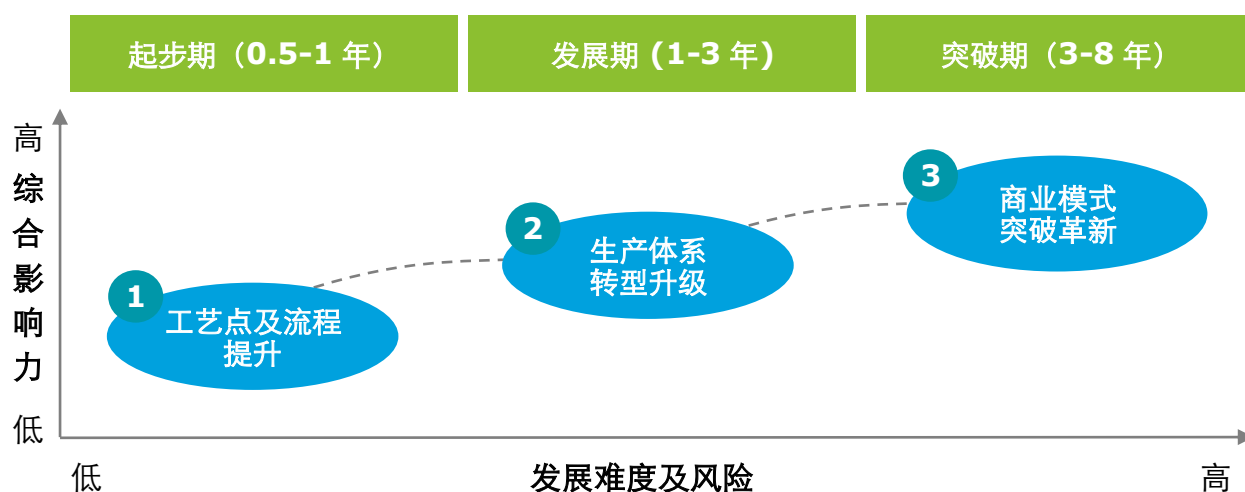 起步期（0.5-1 年）
发展期 (1-3 年)
突破期（3-8 年）
高
综合影响力
低
1
工艺点及流程
提升
2
生产体系
转型升级
3
商业模式
突破革新
低
发展难度及风险
高